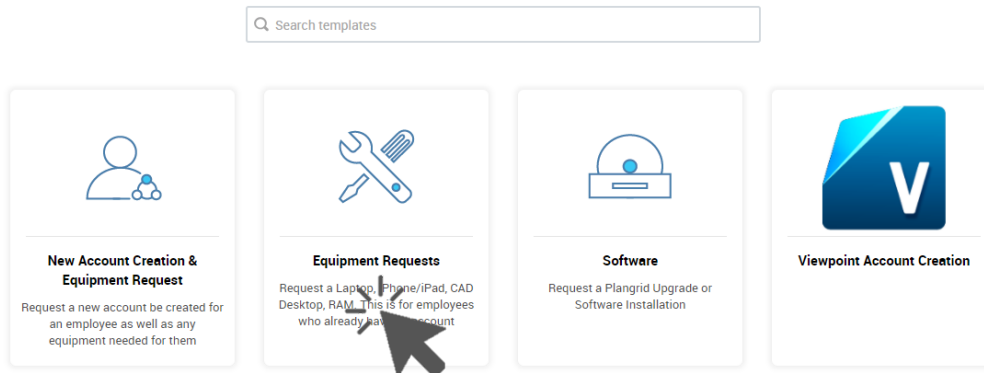 Search templates
New Account Creation &
Equipment Request
Request a new account be created for
an employee as well as any
equipment needed for them
Equipment Requests
Request a Laptop, iPhone/iPad, CAD
Desktop, RAM. This is for employees
who already have account
Software
Request a Plangrid Upgrade or
Software Installation
V
Viewpoint Account Creation